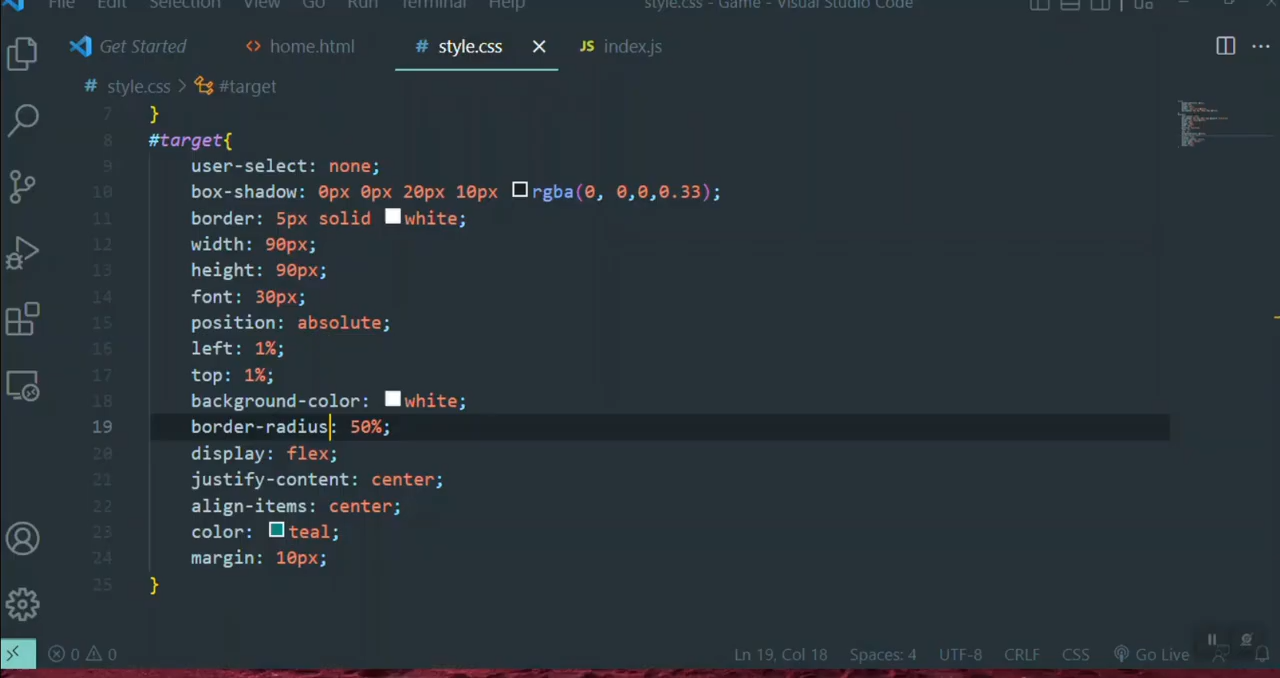 File Edit Selection View Go Run Terminal Help style.css - Game - Visual Studio Code
Get Started <> home.html # style.css × JS index.js ...
# style.css > #target
7 }
8 #target{
9 user-select: none;
10 box-shadow: 0px 0px 20px 10px rgba(0, 0,0,0.33);
11 border: 5px solid white;
12 width: 90px;
13 height: 90px;
14 font: 30px;
15 position: absolute;
16 left: 1%;
17 top: 1%;
18 background-color: white;
19 border-radius: 50%;
20 display: flex;
21 justify-content: center;
22 align-items: center;
23 color: teal;
24 margin: 10px;
25 }
0 0 Ln 19, Col 18 Spaces: 4 UTF-8 CRLF CSS Go Live